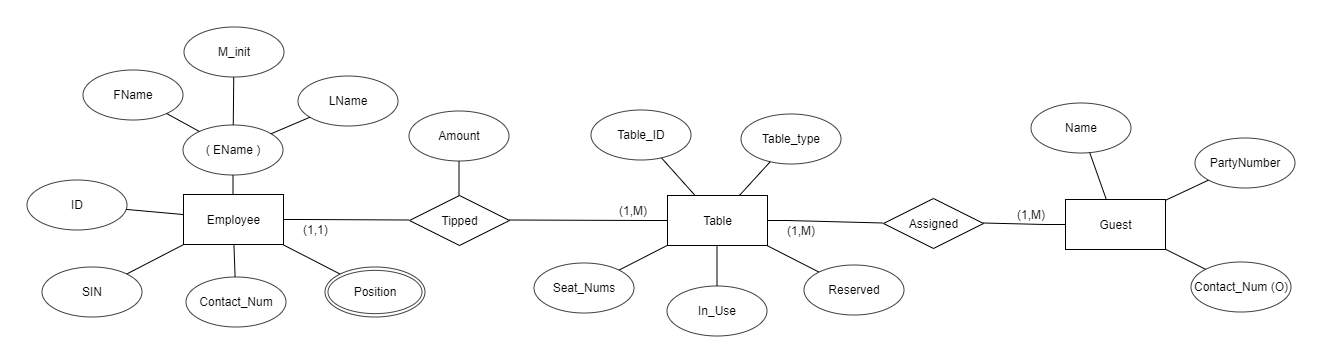 M_init
FName
LName
( EName )
Amount
Table_ID
Table_type
Name
PartyNumber
ID
Employee
Tipped
(1,1)
(1,M)
Table
(1,M)
Assigned
(1,M)
Guest
SIN
Contact_Num
Position
Seat_Nums
In_Use
Reserved
Contact_Num (O)